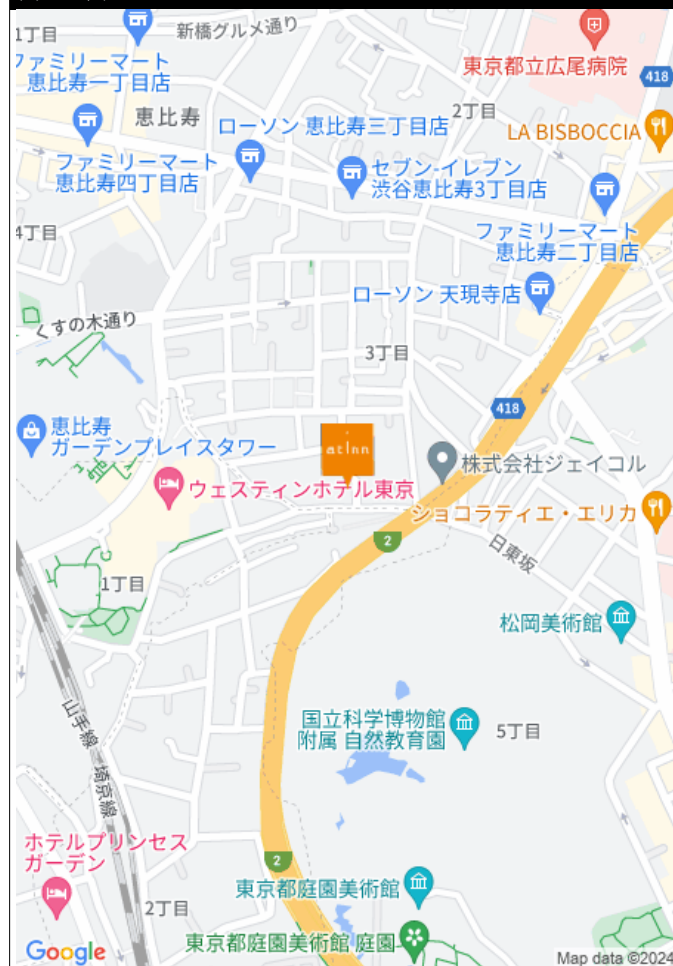 1丁目
新橋グルメ通り
ファミリーマート
恵比寿一丁目店
東京都立広尾病院
418
恵比寿
2丁目
LA BISBOCCIA
ローソン 恵比寿三丁目店
ファミリーマート
恵比寿四丁目店
セブン-イレブン
渋谷恵比寿3丁目店
4丁目
ファミリーマート
恵比寿二丁目店
ローソン 天現寺店
くすの木通り
3丁目
418
恵比寿
ガーデンプレイスタワー
at Inn
株式会社ジェイコル
ウェスティンホテル東京
ショコラティエ・エリカ
2
日東坂
1丁目
松岡美術館
国立科学博物館
附属 自然教育園
5丁目
山手線・埼京線
ホテルプリンセス
ガーデン
2
東京都庭園美術館
2丁目
東京都庭園美術館 庭園
Google
Map data ©2024